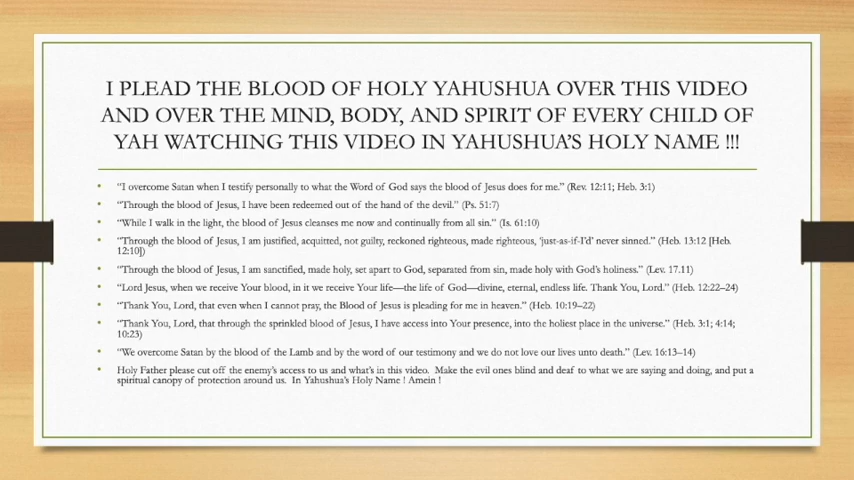 I PLEAD THE BLOOD OF HOLY YAHUSHUA OVER THIS VIDEO
AND OVER THE MIND, BODY, AND SPIRIT OF EVERY CHILD OF
YAH WATCHING THIS VIDEO IN YAHUSHUA'S HOLY NAME !!!
• "I overcome Satan when I testify personally to what the Word of God says the blood of Jesus does for me." (Rev. 12:11; Heb. 3:1)
• "Through the blood of Jesus, I have been redeemed out of the hand of the devil." (Ps. 51:7)
• "While I walk in the light, the blood of Jesus cleanses me now and continually from all sin." (Is. 61:10)
• "Through the blood of Jesus, I am justified, acquitted, not guilty, reckoned righteous, made righteous, 'just-as-if-I'd' never sinned." (Heb. 13:12 [Heb.
12:10])
• "Through the blood of Jesus, I am sanctified, made holy, set apart to God, separated from sin, made holy with God's holiness." (Lev. 17.11)
• "Lord Jesus, when we receive Your blood, in it we receive Your life—the life of God—divine, eternal, endless life. Thank You, Lord." (Heb. 12:22–24)
• "Thank You, Lord, that even when I cannot pray, the Blood of Jesus is pleading for me in heaven." (Heb. 10:19–22)
• "Thank You, Lord, that through the sprinkled blood of Jesus, I have access into Your presence, into the holiest place in the universe." (Heb. 3:1; 4:14;
10:23)
• "We overcome Satan by the blood of the Lamb and by the word of our testimony and we do not love our lives unto death." (Lev. 16:13–14)
• Holy Father please cut off the enemy's access to us and what's in this video. Make the evil ones blind and deaf to what we are saying and doing, and put a
spiritual canopy of protection around us. In Yahushua's Holy Name ! Amein !